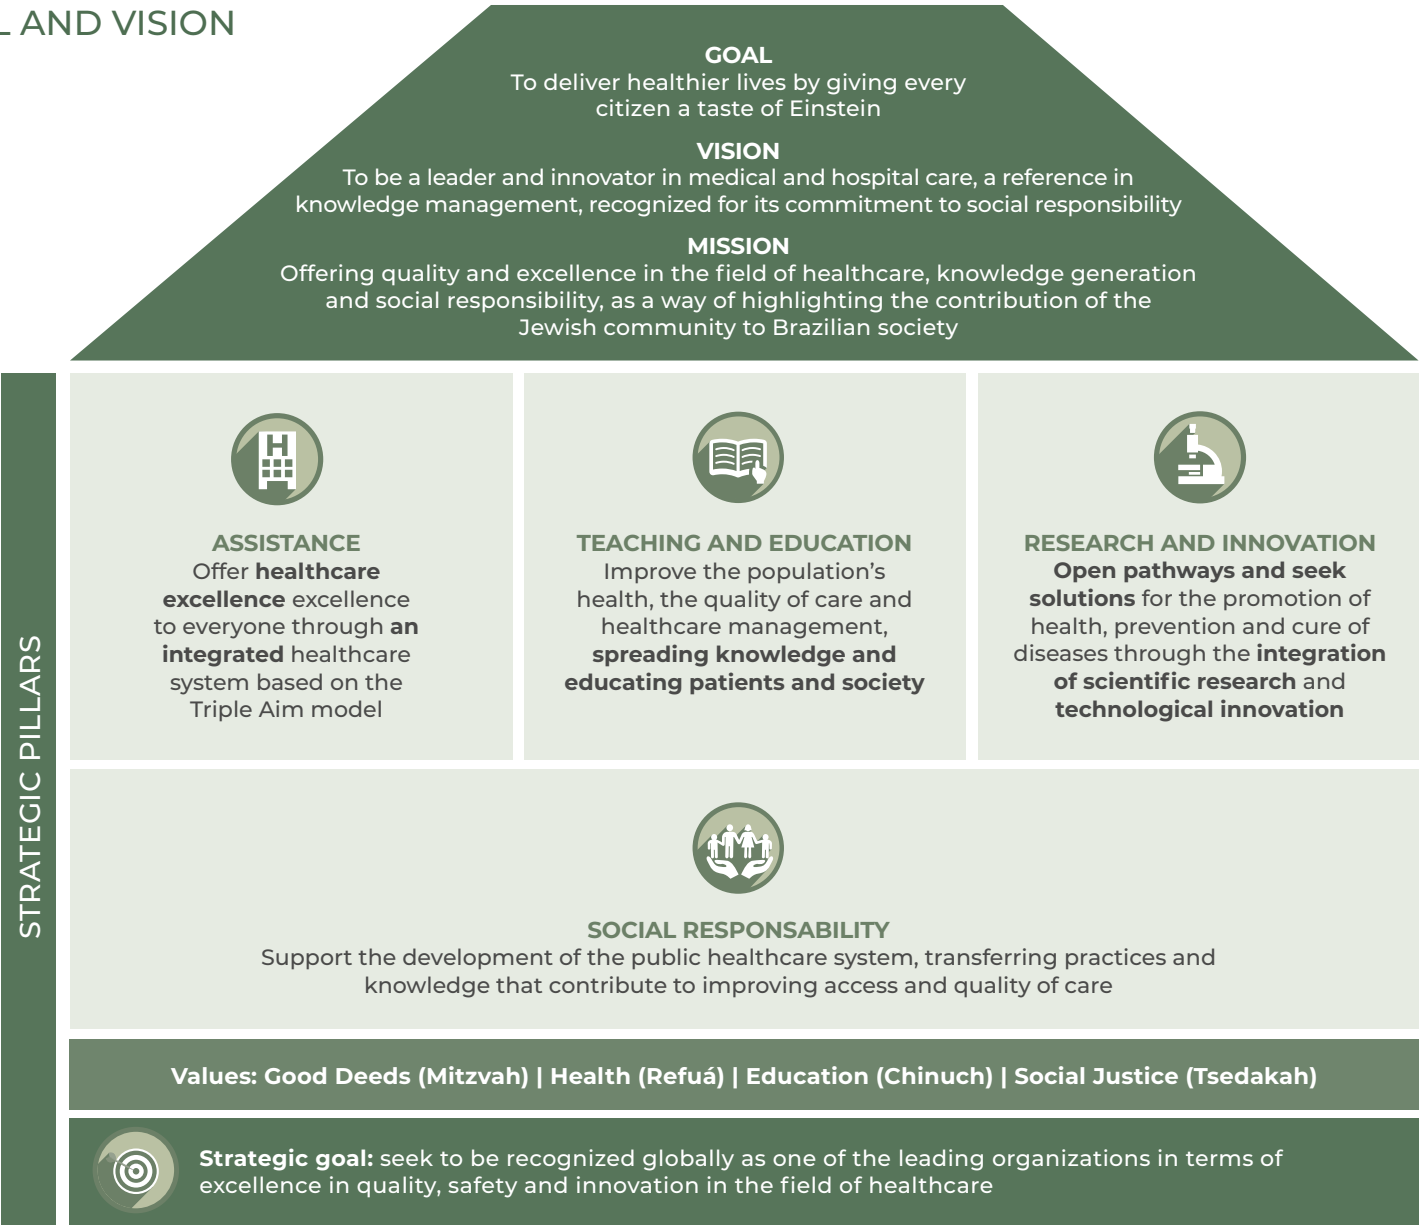 L AND VISION
GOAL
To deliver healthier lives by giving every
citizen a taste of Einstein
VISION
To be a leader and innovator in medical and hospital care, a reference in
knowledge management, recognized for its commitment to social responsibility
MISSION
Offering quality and excellence in the field of healthcare, knowledge generation
and social responsibility, as a way of highlighting the contribution of the
Jewish community to Brazilian society
STRATEGIC PILLARS
H
ASSISTANCE
Offer healthcare
excellence excellence
to everyone through an
integrated healthcare
system based on the
Triple Aim model
TEACHING AND EDUCATION
Improve the population's
health, the quality of care and
healthcare management,
spreading knowledge and
educating patients and society
RESEARCH AND INNOVATION
Open pathways and seek
solutions for the promotion of
health, prevention and cure of
diseases through the integration
of scientific research and
technological innovation
SOCIAL RESPONSABILITY
Support the development of the public healthcare system, transferring practices and
knowledge that contribute to improving access and quality of care
Values: Good Deeds (Mitzvah) | Health (Refuá) | Education (Chinuch) | Social Justice (Tsedakah)
Strategic goal: seek to be recognized globally as one of the leading organizations in terms of
excellence in quality, safety and innovation in the field of healthcare